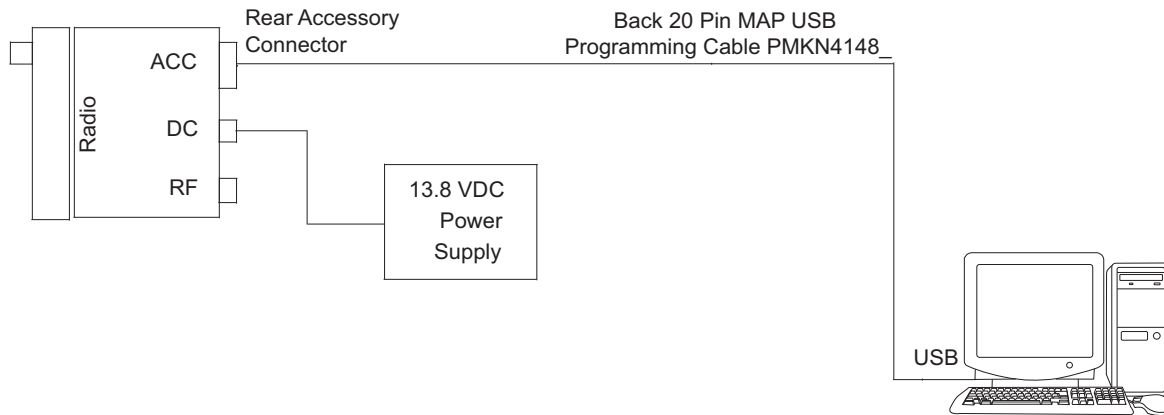 Rear Accessory
Connector
Back 20 Pin MAP USB
Programming Cable PMKN4148_
ACC
Radio
DC
RF
13.8 VDC
Power
Supply
USB